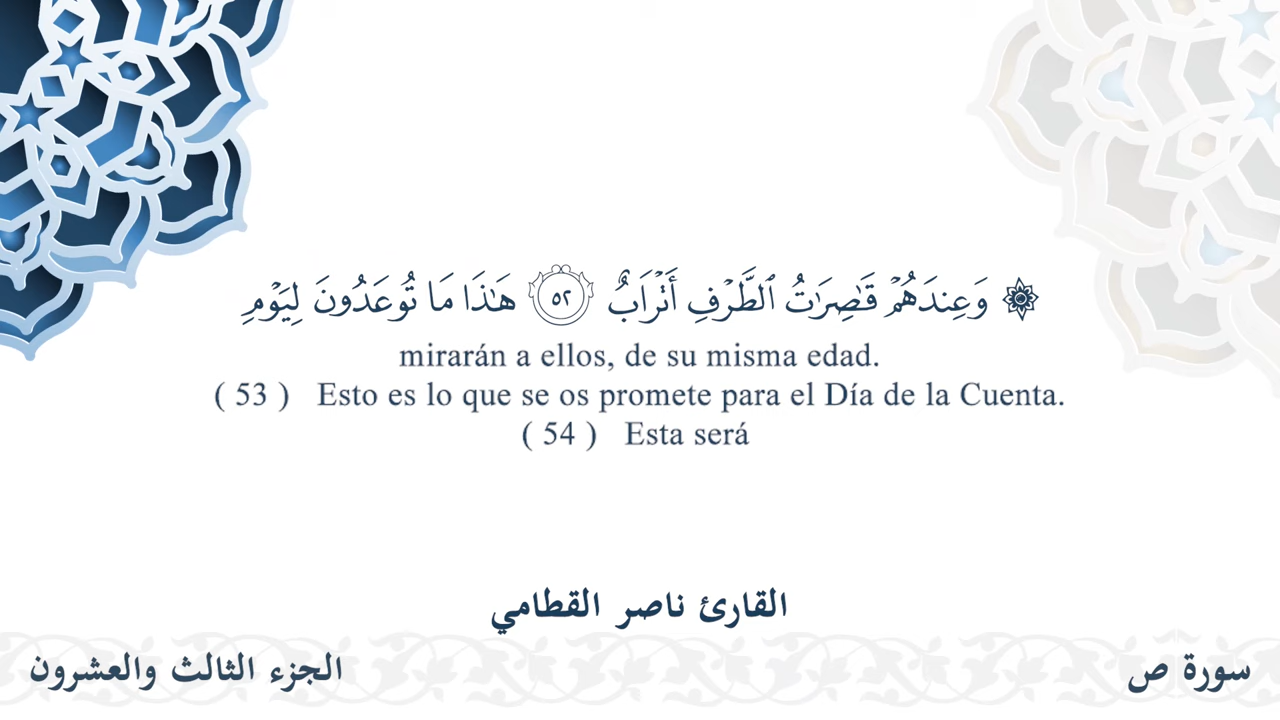 ۞ وَعِندَهُمْ قَٰصِرَٰتُ ٱلطَّرْفِ أَتْرَابٌ ٥٢ هَٰذَا مَا تُوعَدُونَ لِيَوْمِ
mirarán a ellos, de su misma edad.
( 53 ) Esto es lo que se os promete para el Día de la Cuenta.
( 54 ) Esta será
القارئ ناصر القطامي
سورة ص
الجزء الثالث والعشرون